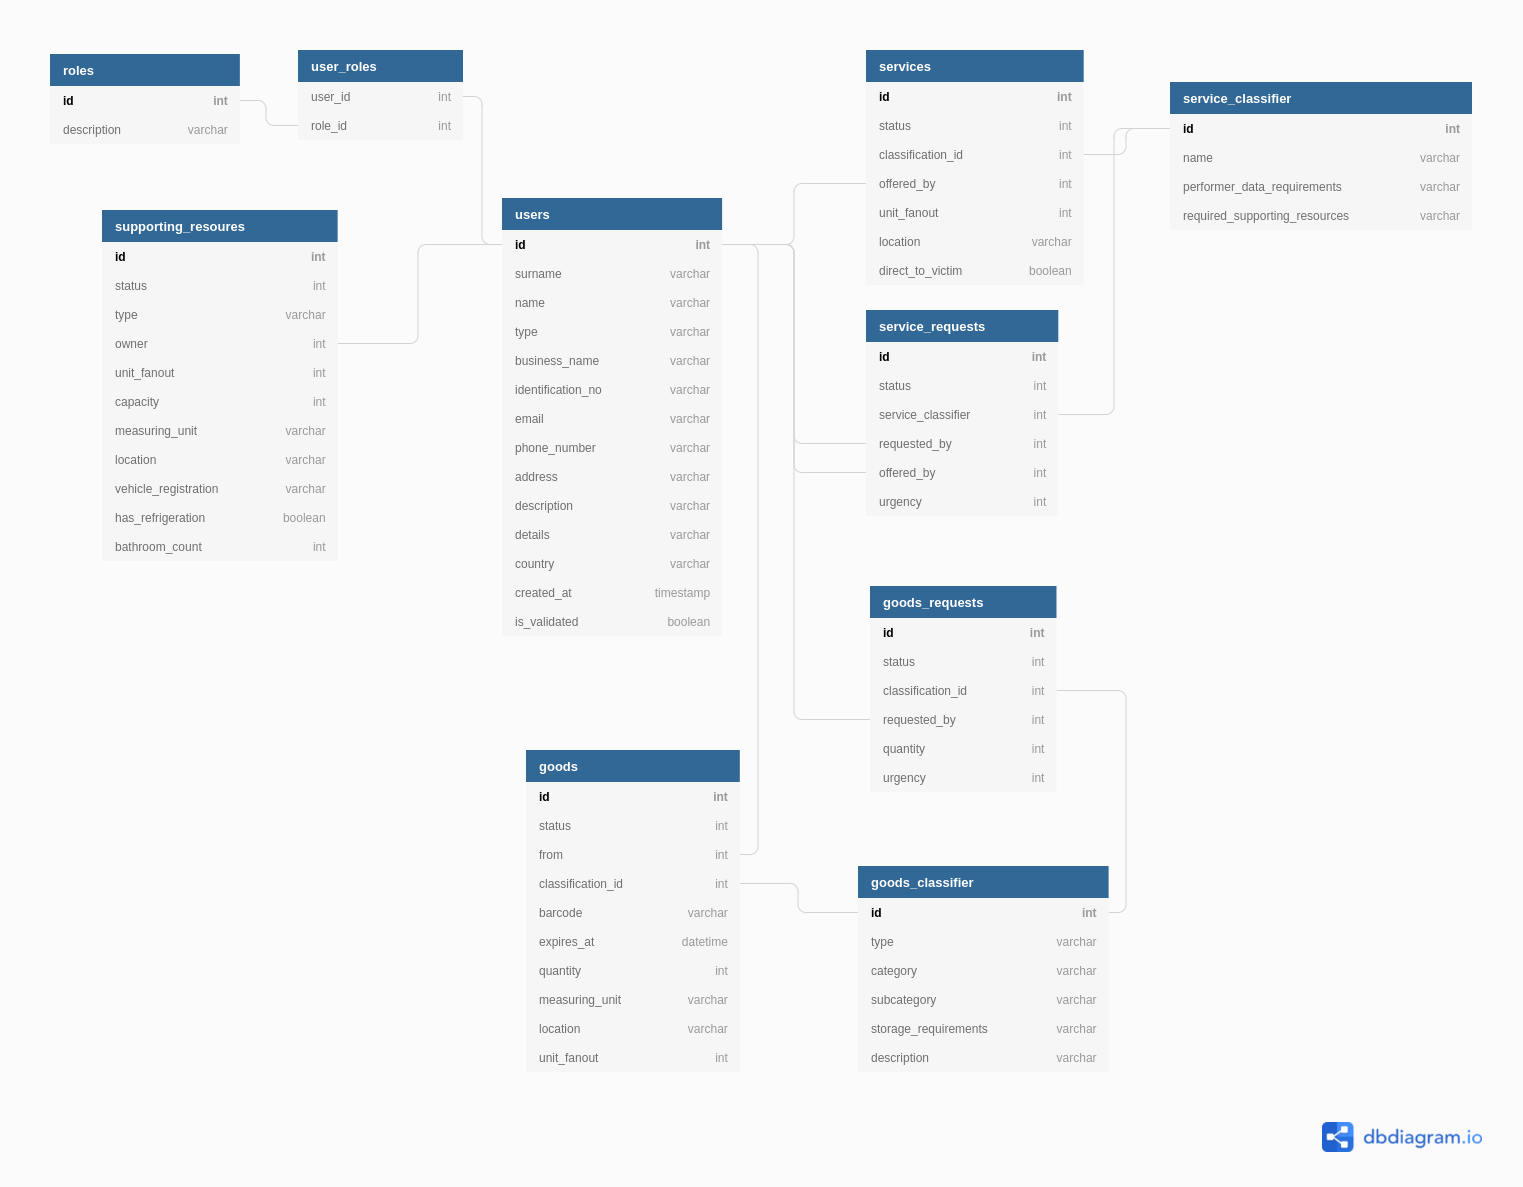 roles
id int
description varchar
user_roles
user_id int
role_id int
supporting_resoures
id int
status int
type varchar
owner int
unit_fanout int
capacity int
measuring_unit varchar
location varchar
vehicle_registration varchar
has_refrigeration boolean
bathroom_count int
users
id int
surname varchar
name varchar
type varchar
business_name varchar
identification_no varchar
email varchar
phone_number varchar
address varchar
description varchar
details varchar
country varchar
created_at timestamp
is_validated boolean
services
id int
status int
classification_id int
offered_by int
unit_fanout int
location varchar
direct_to_victim boolean
service_classifier
id int
name varchar
performer_data_requirements varchar
required_supporting_resources varchar
service_requests
id int
status int
service_classifier int
requested_by int
offered_by int
urgency int
goods_requests
id int
status int
classification_id int
requested_by int
quantity int
urgency int
goods
id int
status int
from int
classification_id int
barcode varchar
expires_at datetime
quantity int
measuring_unit varchar
location varchar
unit_fanout int
goods_classifier
id int
type varchar
category varchar
subcategory varchar
storage_requirements varchar
description varchar
dbdiagram.io